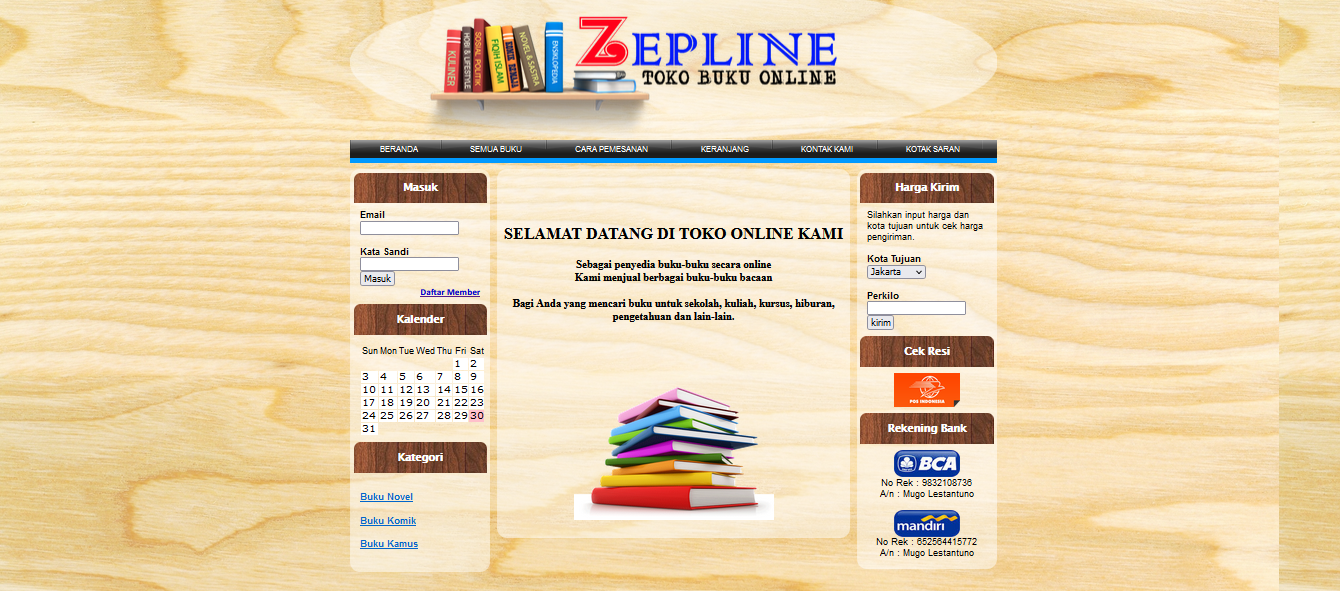 KULINER
HOBI & LIFESTYLE
SOSIAL POLITIK
FIQIH ISLAM
NOVEL & SASTRA
ENSIKLOPEDIA
ZEPLINE
TOKO BUKU ONLINE
BERANDA SEMUA BUKU CARA PEMESANAN KERANJANG KONTAK KAMI KOTAK SARAN
Masuk
Email
Kata Sandi
Masuk
Daftar Member
Kalender
Sun Mon Tue Wed Thu Fri Sat
1 2
3 4 5 6 7 8 9
10 11 12 13 14 15 16
17 18 19 20 21 22 23
24 25 26 27 28 29 30
31
Kategori
Buku Novel
Buku Komik
Buku Kamus
SELAMAT DATANG DI TOKO ONLINE KAMI
Sebagai penyedia buku-buku secara online
Kami menjual berbagai buku-buku bacaan
Bagi Anda yang mencari buku untuk sekolah, kuliah, kursus, hiburan,
pengetahuan dan lain-lain.
Harga Kirim
Silahkan input harga dan
kota tujuan untuk cek harga
pengiriman.
Kota Tujuan
Jakarta
Perkilo
kirim
Cek Resi
POS INDONESIA
Rekening Bank
BCA
No Rek : 9832108736
A/n : Mugo Lestantuno
mandiri
No Rek : 652564415772
A/n : Mugo Lestantuno